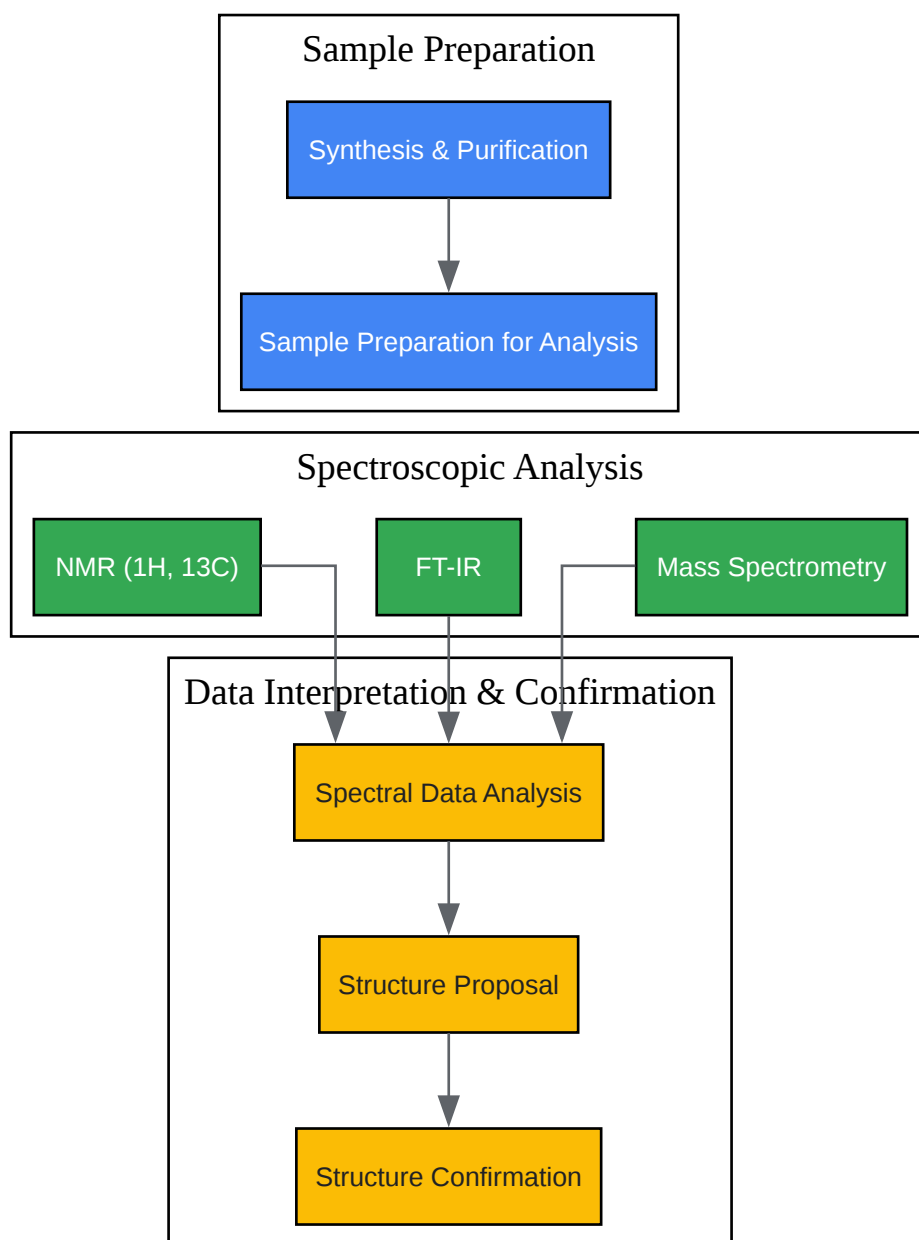 Sample Preparation
Synthesis & Purification
Sample Preparation for Analysis
Spectroscopic Analysis
NMR (1H, 13C)
FT-IR
Mass Spectrometry
Data Interpretation & Confirmation
Spectral Data Analysis
Structure Proposal
Structure Confirmation